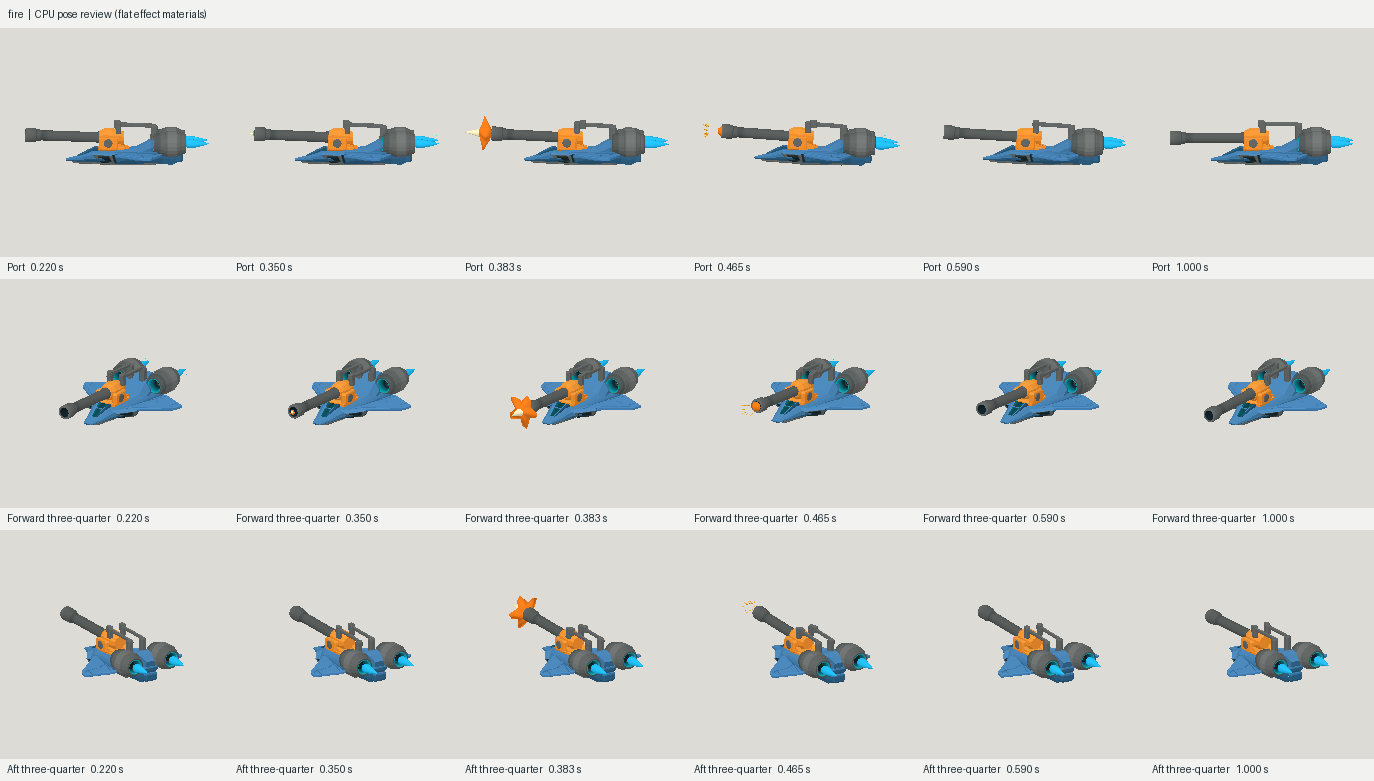 fire | CPU pose review (flat effect materials)
Port 0.220 s
Port 0.350 s
Port 0.383 s
Port 0.465 s
Port 0.590 s
Port 1.000 s
Forward three-quarter 0.220 s
Forward three-quarter 0.350 s
Forward three-quarter 0.383 s
Forward three-quarter 0.465 s
Forward three-quarter 0.590 s
Forward three-quarter 1.000 s
Aft three-quarter 0.220 s
Aft three-quarter 0.350 s
Aft three-quarter 0.383 s
Aft three-quarter 0.465 s
Aft three-quarter 0.590 s
Aft three-quarter 1.000 s